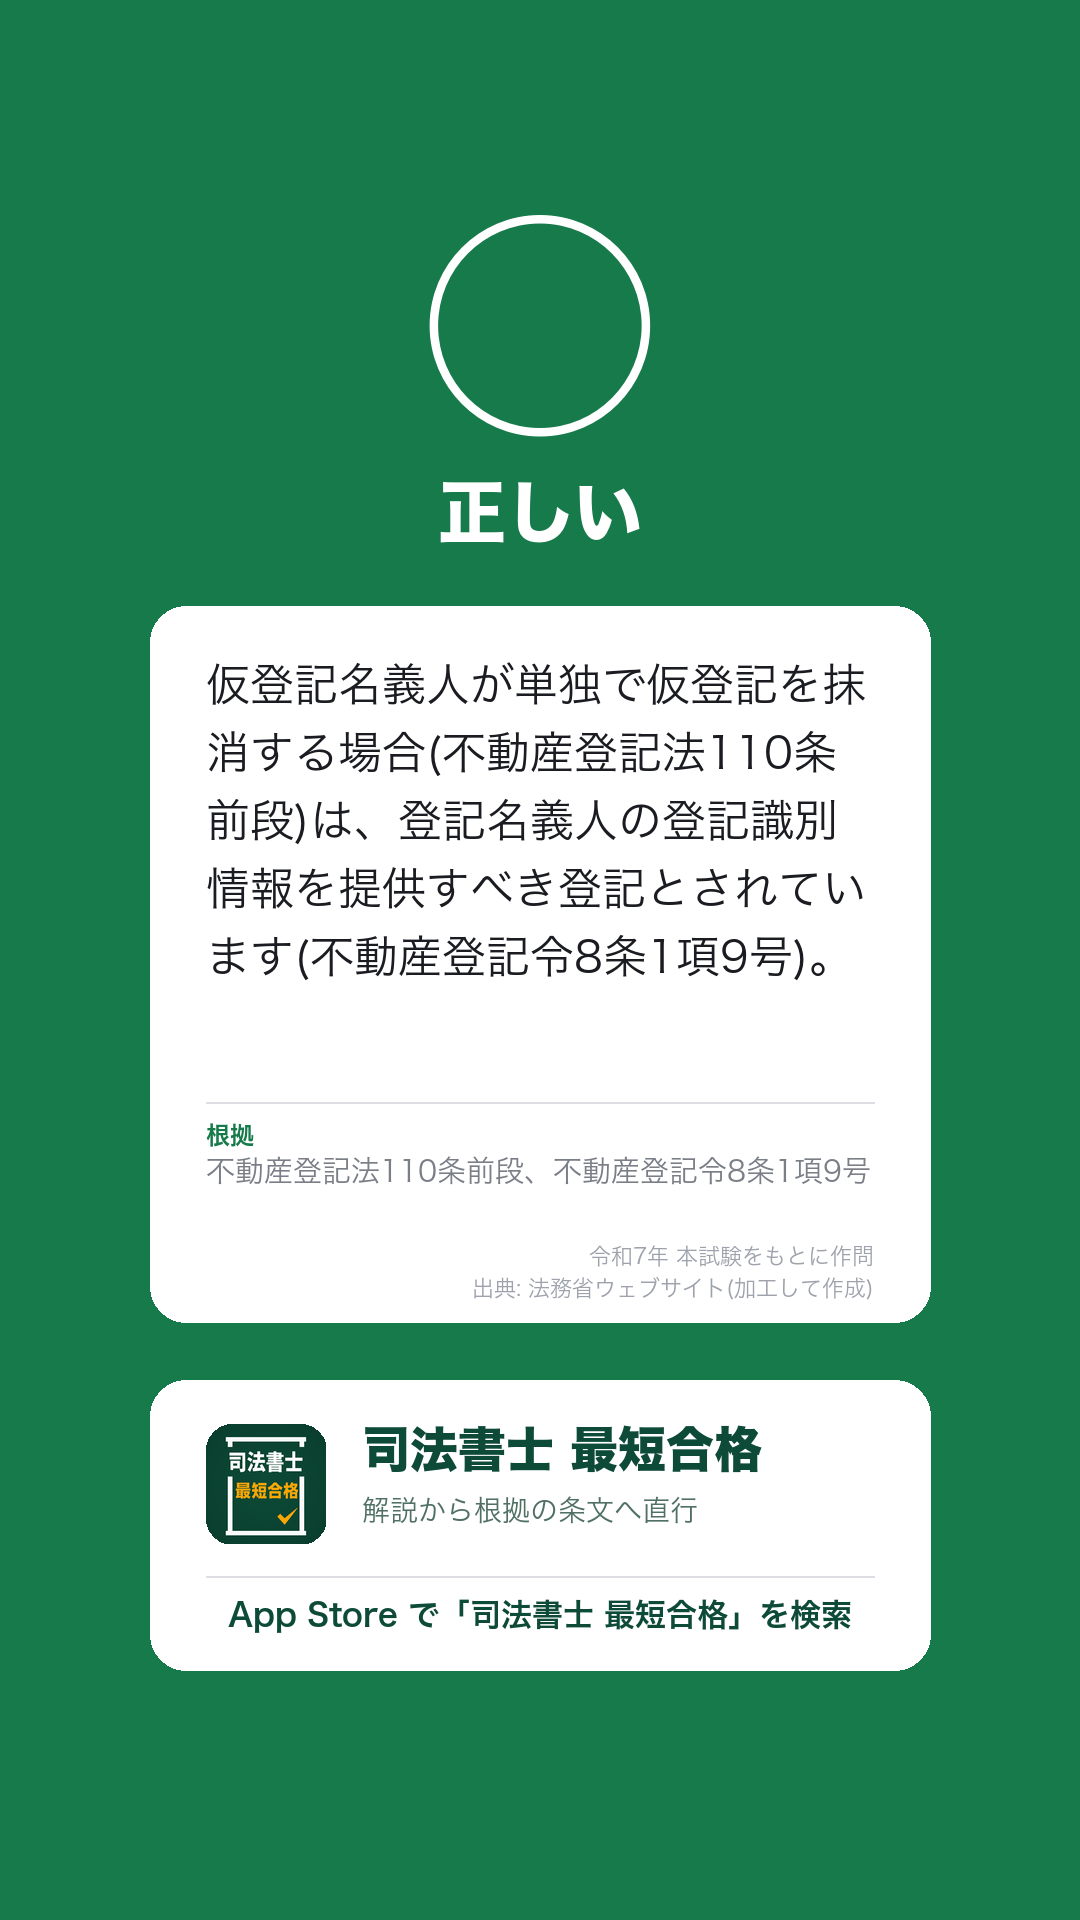 正しい
仮登記名義人が単独で仮登記を抹
消する場合(不動産登記法110条
前段)は、登記名義人の登記識別
情報を提供すべき登記とされてい
ます(不動産登記令8条1項9号)。
根拠
不動産登記法110条前段、不動産登記令8条1項9号
令和7年 本試験をもとに作問
出典: 法務省ウェブサイト(加工して作成)
司法書士
最短合格
司法書士 最短合格
解説から根拠の条文へ直行
App Store で「司法書士 最短合格」を検索